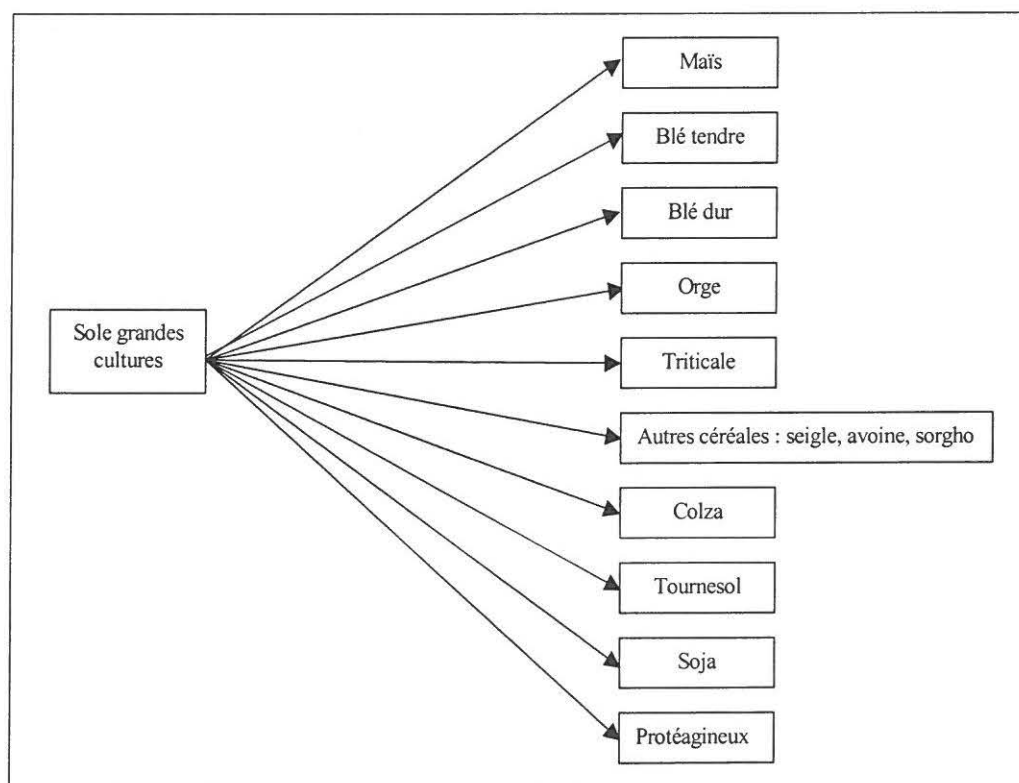 Maïs
Blé tendre
Blé dur
Orge
Sole grandes
cultures
Triticale
Autres céréales : seigle, avoine, sorgho
Colza
Tournesol
Soja
Protéagineux